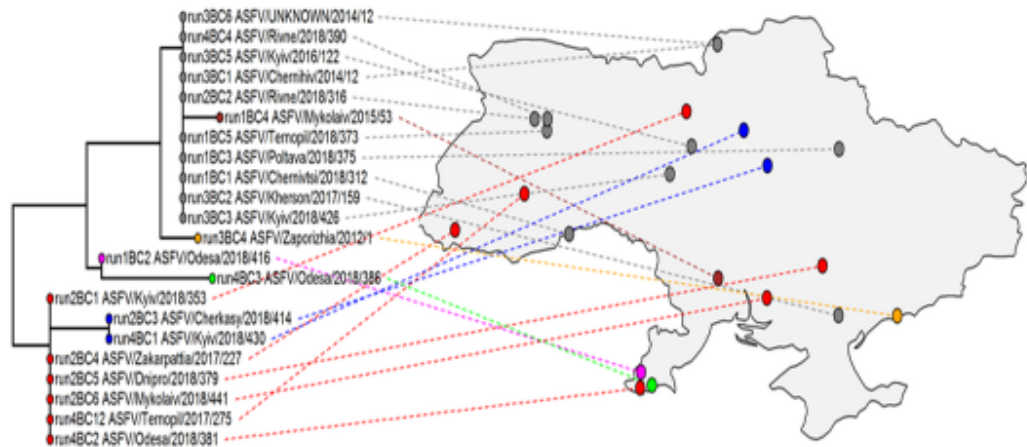 run3BC6 ASFV/UNKNOWN/2014/12
run4BC4 ASFV/Rivne/2018/390
run3BC5 ASFV/Kyiv/2016/122
run3BC1 ASFV/Chernihiv/2014/12
run2BC2 ASFV/Rivne/2018/316
run1BC4 ASFV/Mykolaiv/2015/53
run1BC5 ASFV/Ternopil/2018/373
run1BC3 ASFV/Poltava/2018/375
run1BC1 ASFV/Chernivtsi/2018/312
run3BC2 ASFV/Kherson/2017/159
run3BC3 ASFV/Kyiv/2018/426
run3BC4 ASFV/Zaporizhia/2012/1
run1BC2 ASFV/Odesa/2018/416
run4BC3 ASFV/Odesa/2018/386
run2BC1 ASFV/Kyiv/2018/353
run2BC3 ASFV/Cherkasy/2018/414
run4BC1 ASFV/Kyiv/2018/430
run2BC4 ASFV/Zakarpattia/2017/227
run2BC5 ASFV/Dnipro/2018/379
run2BC6 ASFV/Mykolaiv/2018/441
run4BC12 ASFV/Ternopil/2017/275
run4BC2 ASFV/Odesa/2018/381